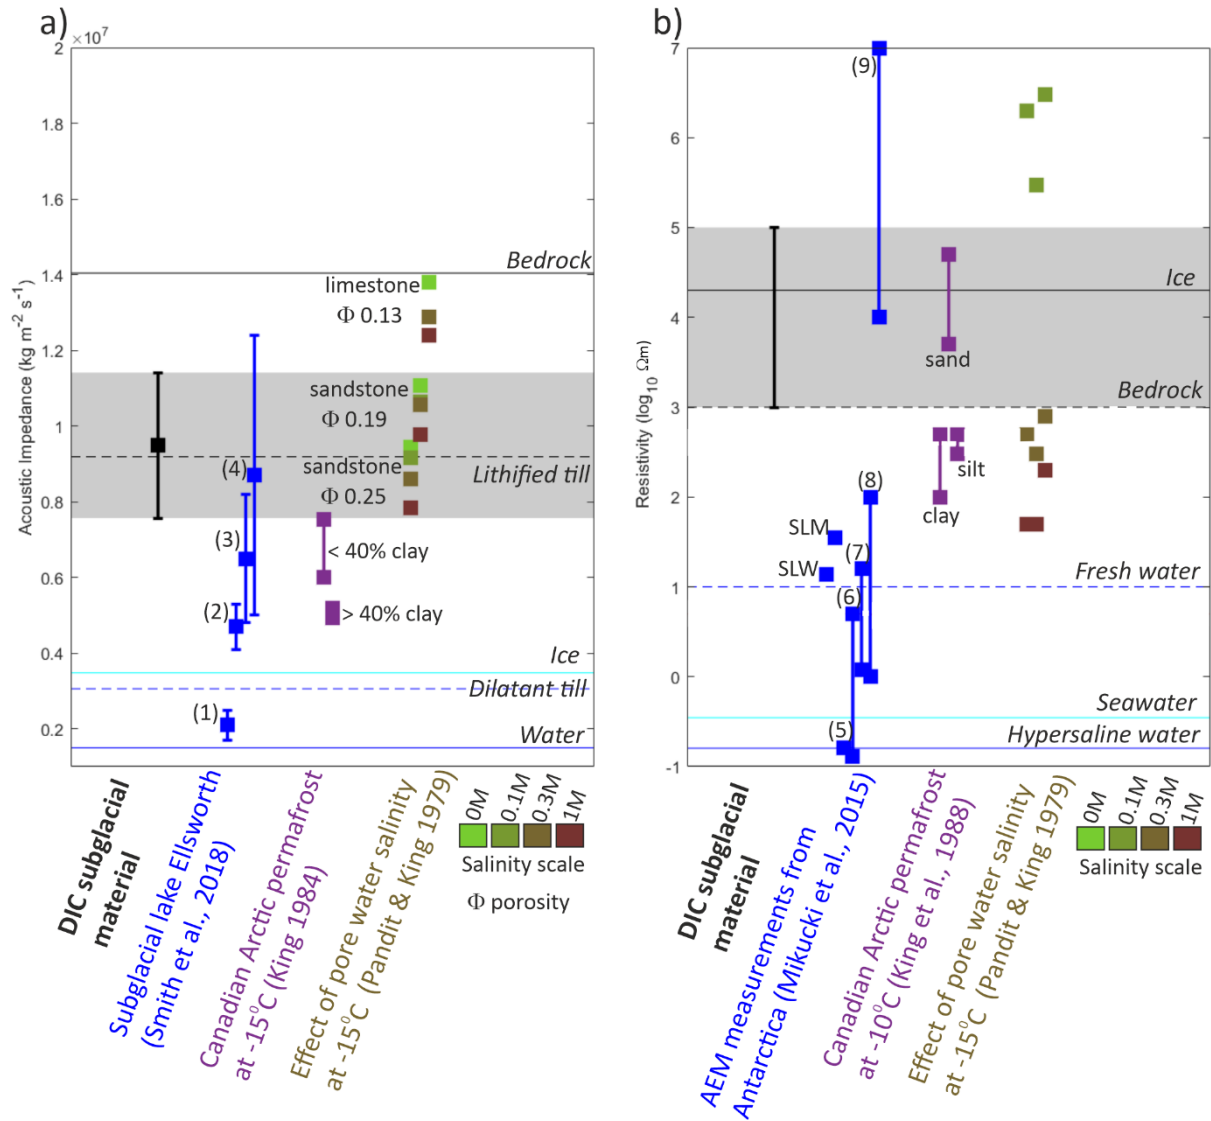 a)
×10⁷
2
1.8
1.6
1.4
1.2
1
0.8
0.6
0.4
0.2
Acoustic Impedance (kg m⁻² s⁻¹)
Bedrock
limestone
Φ 0.13
sandstone
Φ 0.19
sandstone
Φ 0.25
Lithified till
(4)
(3)
(2)
(1)
< 40% clay
> 40% clay
Ice
Dilatant till
Water
DIC subglacial
material
Subglacial lake Ellsworth
(Smith et al., 2018)
Canadian Arctic permafrost
at -15⁰C (King 1984)
Effect of pore water salinity
at -15⁰C (Pandit & King 1979)
0M
0.1M
0.3M
1M
Salinity scale
Φ porosity
b)
7
6
5
4
3
2
1
0
-1
Resistivity (log₁₀ Ωm)
(9)
Ice
sand
Bedrock
silt
clay
(8)
SLM
(7)
SLW
(6)
Fresh water
Seawater
(5)
Hypersaline water
DIC subglacial
material
AEM measurements from
Antarctica (Mikucki et al., 2015)
Canadian Arctic permafrost
at -10⁰C (King et al., 1988)
Effect of pore water salinity
at -15⁰C (Pandit & King 1979)
0M
0.1M
0.3M
1M
Salinity scale